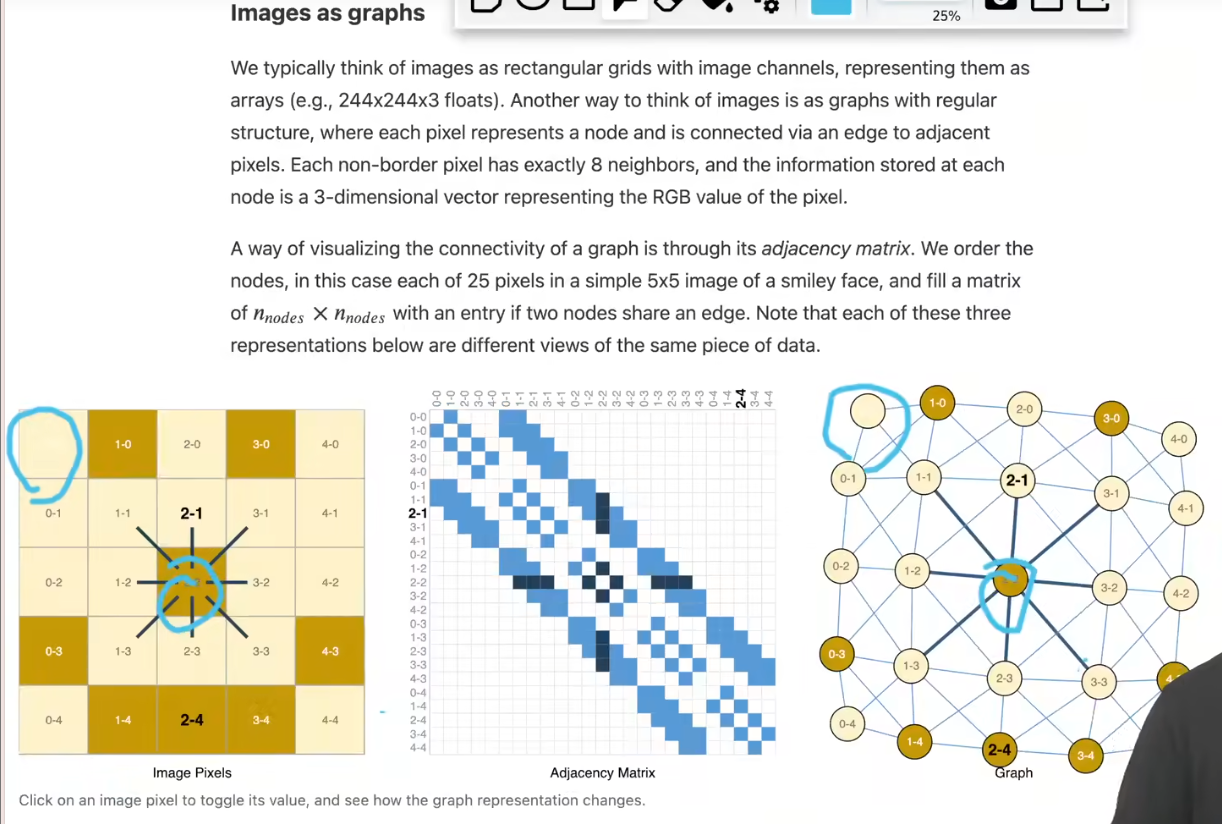 Images as graphs
25%
We typically think of images as rectangular grids with image channels, representing them as
arrays (e.g., 244x244x3 floats). Another way to think of images is as graphs with regular
structure, where each pixel represents a node and is connected via an edge to adjacent
pixels. Each non-border pixel has exactly 8 neighbors, and the information stored at each
node is a 3-dimensional vector representing the RGB value of the pixel.
A way of visualizing the connectivity of a graph is through its adjacency matrix. We order the
nodes, in this case each of 25 pixels in a simple 5x5 image of a smiley face, and fill a matrix
of n_nodes × n_nodes with an entry if two nodes share an edge. Note that each of these three
representations below are different views of the same piece of data.
1-0 2-0 3-0 4-0
0-1 1-1 2-1 3-1 4-1
0-2 1-2 3-2 4-2
0-3 1-3 2-3 3-3 4-3
0-4 1-4 2-4 3-4 4-4
Image Pixels
0-0 1-0 2-0 3-0 4-0 0-1 1-1 2-1 3-1 4-1 0-2 1-2 2-2 3-2 4-2 0-3 1-3 2-3 3-3 4-3 0-4 1-4 2-4 3-4 4-4
0-0
1-0
2-0
3-0
4-0
0-1
1-1
2-1
3-1
4-1
0-2
1-2
2-2
3-2
4-2
0-3
1-3
2-3
3-3
4-3
0-4
1-4
2-4
3-4
4-4
Adjacency Matrix
1-0 2-0 3-0 4-0
0-1 1-1 2-1 3-1 4-1
0-2 1-2 3-2 4-2
0-3 1-3 2-3 3-3
0-4 1-4 2-4 3-4
Graph
Click on an image pixel to toggle its value, and see how the graph representation changes.